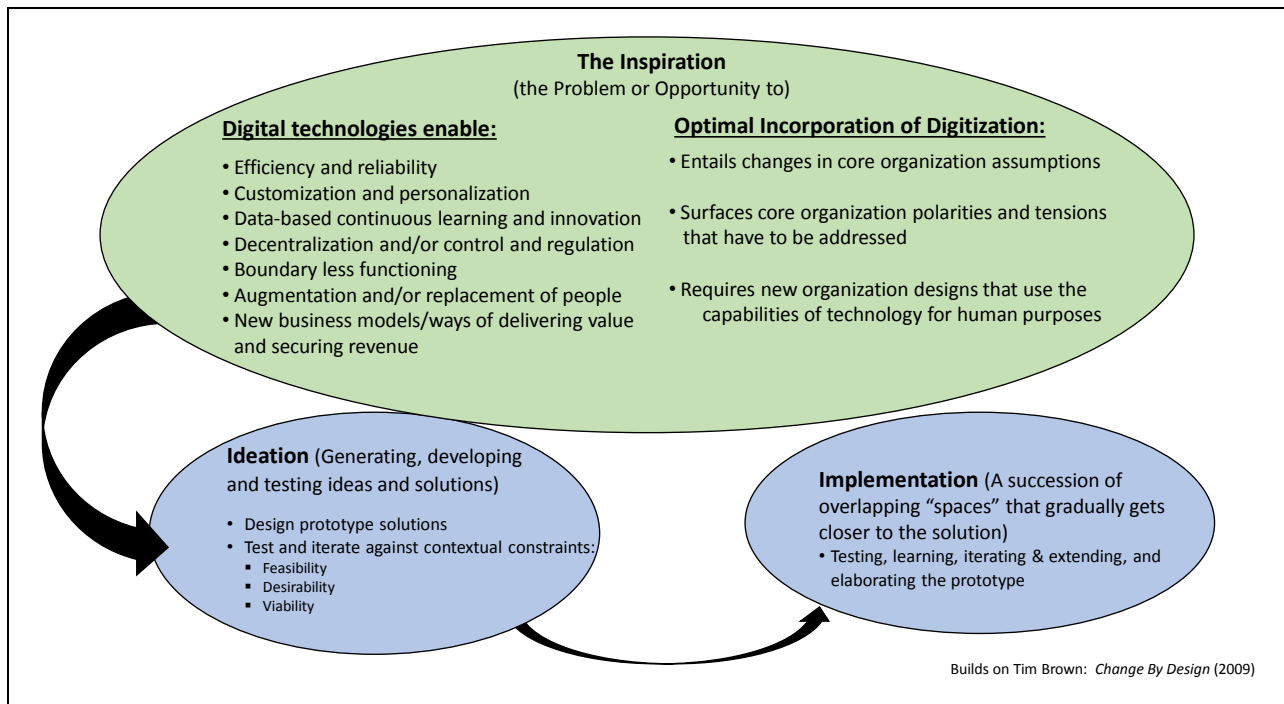 The Inspiration
(the Problem or Opportunity to)
Digital technologies enable:
• Efficiency and reliability
• Customization and personalization
• Data-based continuous learning and innovation
• Decentralization and/or control and regulation
• Boundary less functioning
• Augmentation and/or replacement of people
• New business models/ways of delivering value
and securing revenue
Optimal Incorporation of Digitization:
• Entails changes in core organization assumptions
• Surfaces core organization polarities and tensions
that have to be addressed
• Requires new organization designs that use the
capabilities of technology for human purposes
Ideation (Generating, developing
and testing ideas and solutions)
• Design prototype solutions
• Test and iterate against contextual constraints:
▪ Feasibility
▪ Desirability
▪ Viability
Implementation (A succession of
overlapping “spaces” that gradually gets
closer to the solution)
• Testing, learning, iterating & extending, and
elaborating the prototype
Builds on Tim Brown: Change By Design (2009)